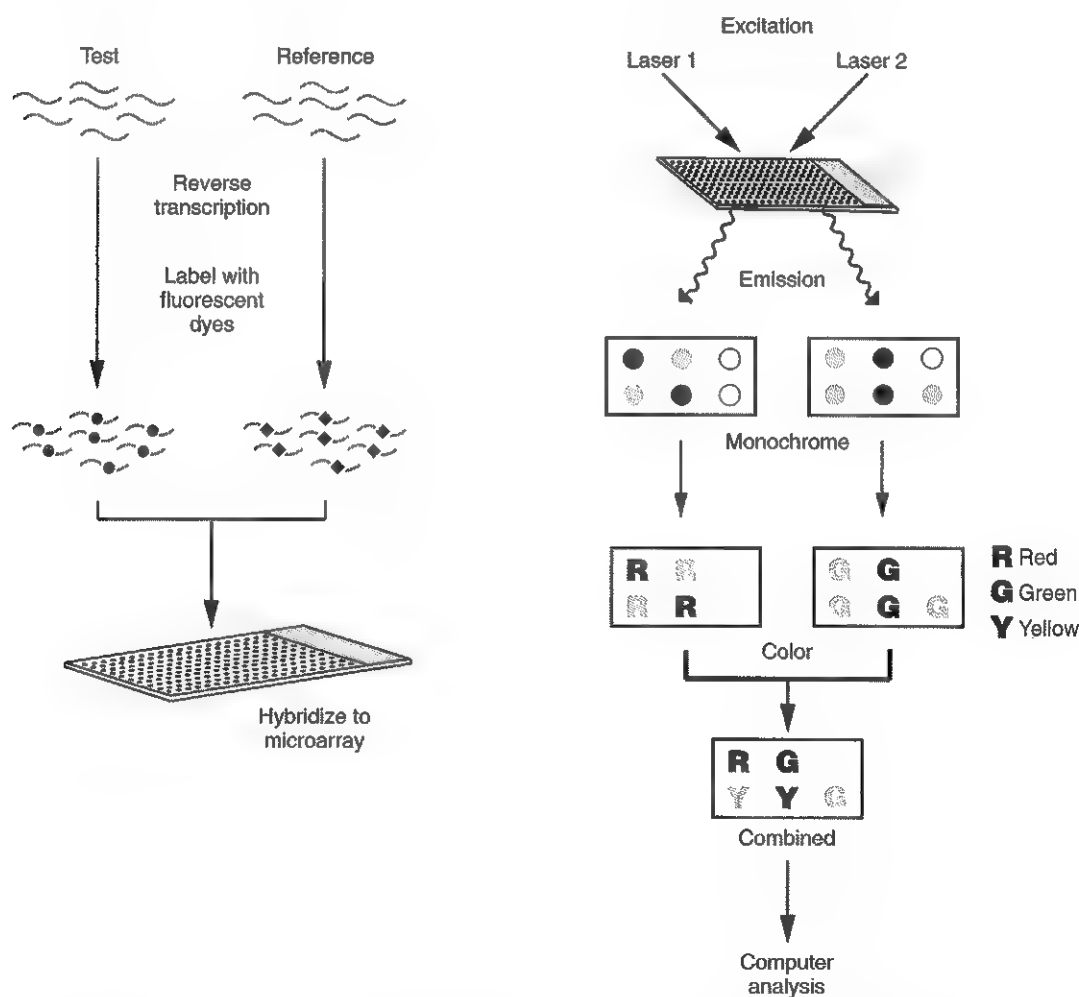 Test
Reference
Reverse
transcription
Label with
fluorescent
dyes
Hybridize to
microarray
Excitation
Laser 1
Laser 2
Emission
Monochrome
R R
R R
G G
G G G
R Red
G Green
Y Yellow
Color
R G
Y Y G
Combined
Computer
analysis